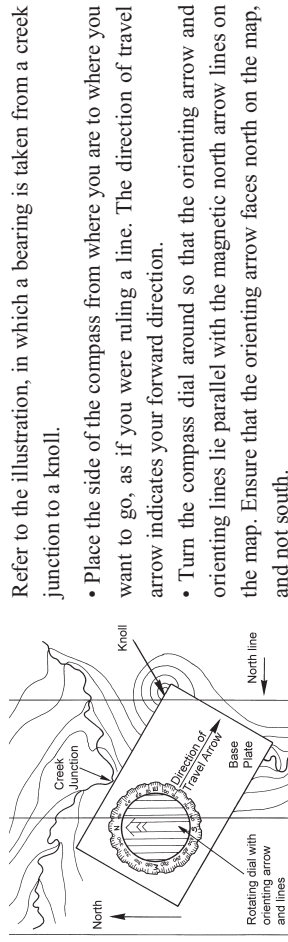 Refer to the illustration, in which a bearing is taken from a creek
junction to a knoll.
• Place the side of the compass from where you are to where you
want to go, as if you were ruling a line. The direction of travel
arrow indicates your forward direction.
• Turn the compass dial around so that the orienting arrow and
orienting lines lie parallel with the magnetic north arrow lines on
the map. Ensure that the orienting arrow faces north on the map,
and not south.
North
Creek
Junction
Knoll
Direction of
Travel Arrow
Base
Plate
Rotating dial with
orienting arrow
and lines
North line
N
S